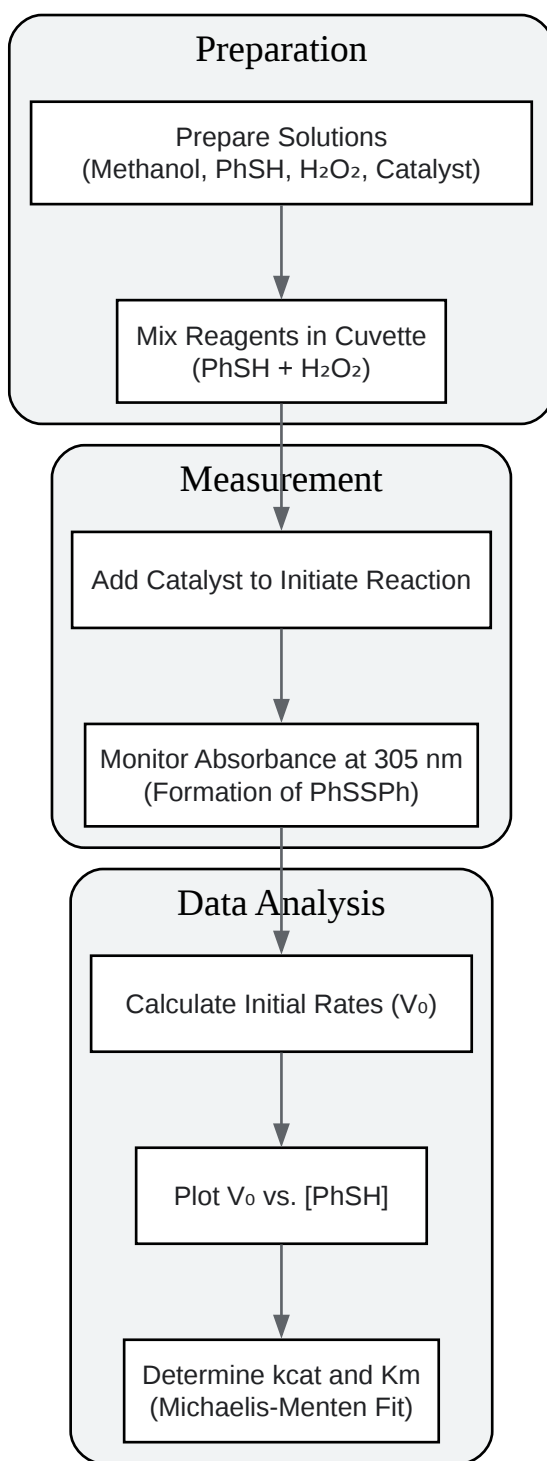 Preparation
Prepare Solutions
(Methanol, PhSH, H₂O₂, Catalyst)
Mix Reagents in Cuvette
(PhSH + H₂O₂)
Measurement
Add Catalyst to Initiate Reaction
Monitor Absorbance at 305 nm
(Formation of PhSSPh)
Data Analysis
Calculate Initial Rates (V₀)
Plot V₀ vs. [PhSH]
Determine kcat and Km
(Michaelis-Menten Fit)